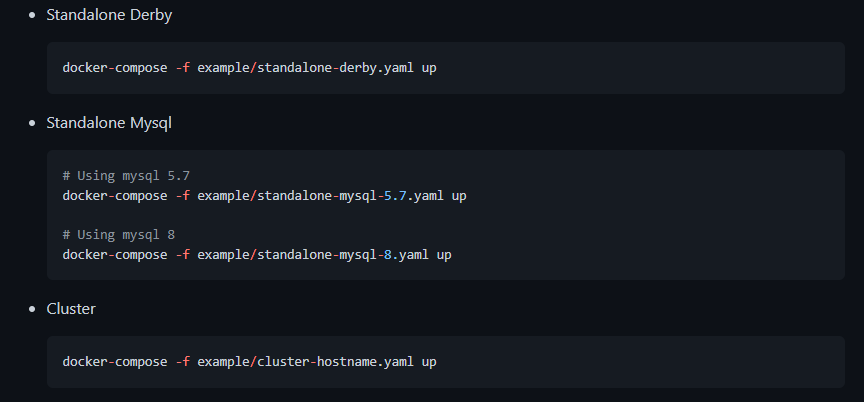 Standalone Derby
docker-compose -f example/standalone-derby.yaml up
Standalone Mysql
# Using mysql 5.7
docker-compose -f example/standalone-mysql-5.7.yaml up
# Using mysql 8
docker-compose -f example/standalone-mysql-8.yaml up
Cluster
docker-compose -f example/cluster-hostname.yaml up